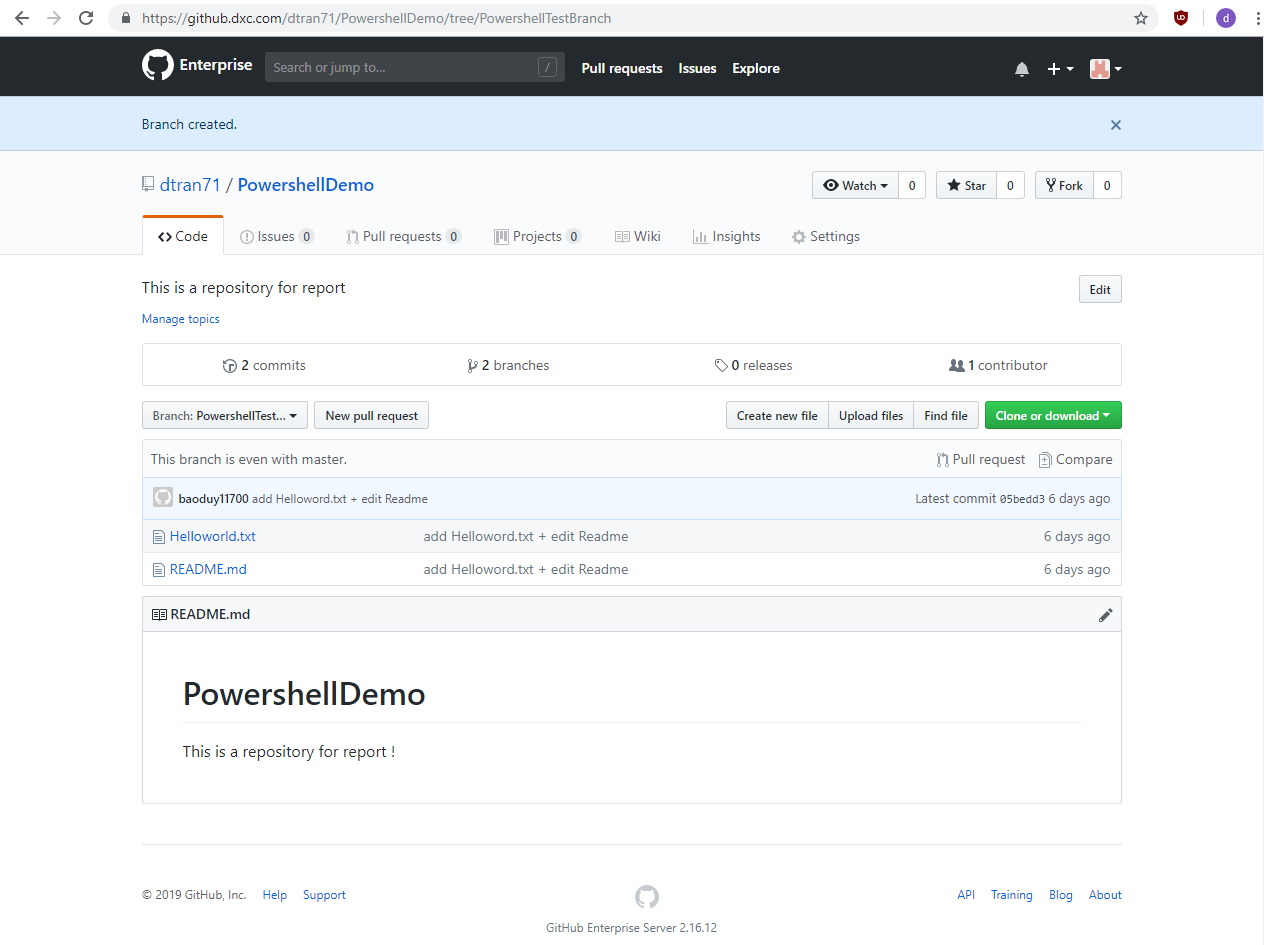 https://github.dxc.com/dtran71/PowershellDemo/tree/PowershellTestBranch
d
Enterprise Search or jump to... / Pull requests Issues Explore
Branch created.
dtran71 / PowershellDemo Watch 0 Star 0 Fork 0
Code Issues 0 Pull requests 0 Projects 0 Wiki Insights Settings
This is a repository for report Edit
Manage topics
2 commits 2 branches 0 releases 1 contributor
Branch: PowershellTest... New pull request Create new file Upload files Find file Clone or download
This branch is even with master. Pull request Compare
baoduy11700 add Helloword.txt + edit Readme Latest commit 05bedd3 6 days ago
Helloworld.txt add Helloword.txt + edit Readme 6 days ago
README.md add Helloword.txt + edit Readme 6 days ago
README.md
PowershellDemo
This is a repository for report !
© 2019 GitHub, Inc. Help Support API Training Blog About
GitHub Enterprise Server 2.16.12